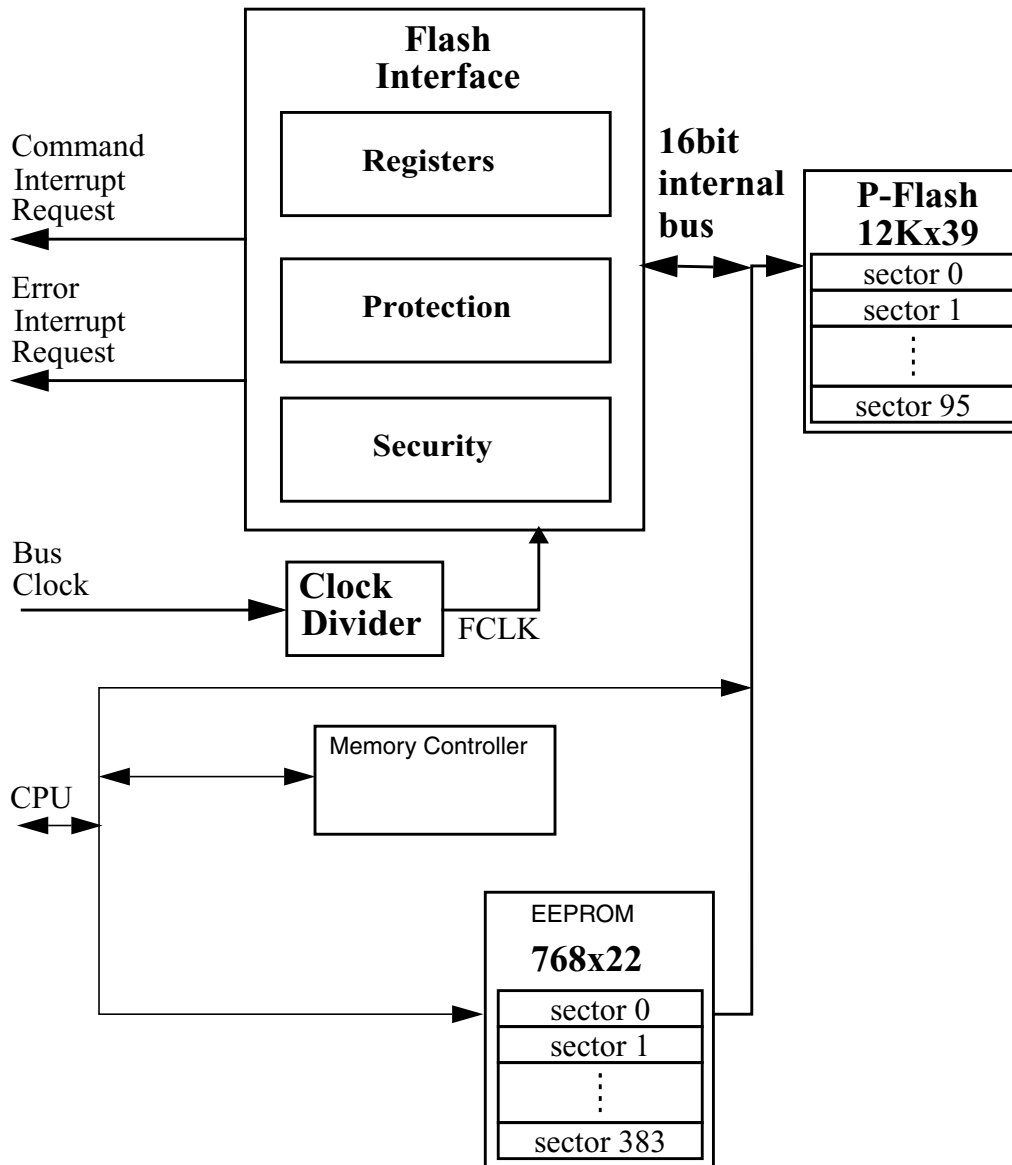 Flash
Interface
Registers
Protection
Security
Command
Interrupt
Request
Error
Interrupt
Request
16bit
internal
bus
P-Flash
12Kx39
sector 0
sector 1
sector 95
Bus
Clock
Clock
Divider
FCLK
Memory Controller
CPU
EEPROM
768x22
sector 0
sector 1
sector 383